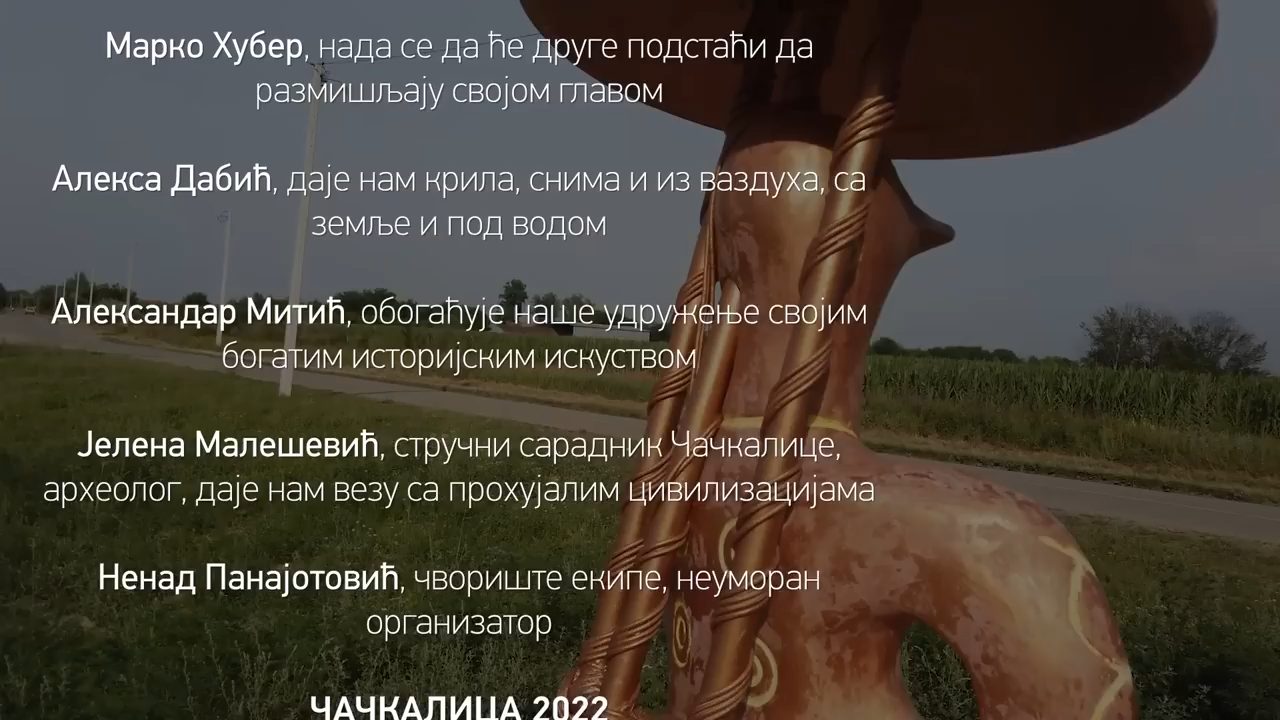 Марко Хубер, нада се да ће друге подстаћи да
размишљају својом главом
Алекса Дабић, даје нам крила, снима и из ваздуха, са
земље и под водом
Александар Митић, обогаћује наше удружење својим
богатим историјским искуством
Јелена Малешевић, стручни сарадник Чачкалице,
археолог, даје нам везу са прохујалим цивилизацијама
Ненад Панајотовић, чвориште екипе, неуморан
организатор
ЧАЧКАЛИЦА 2022